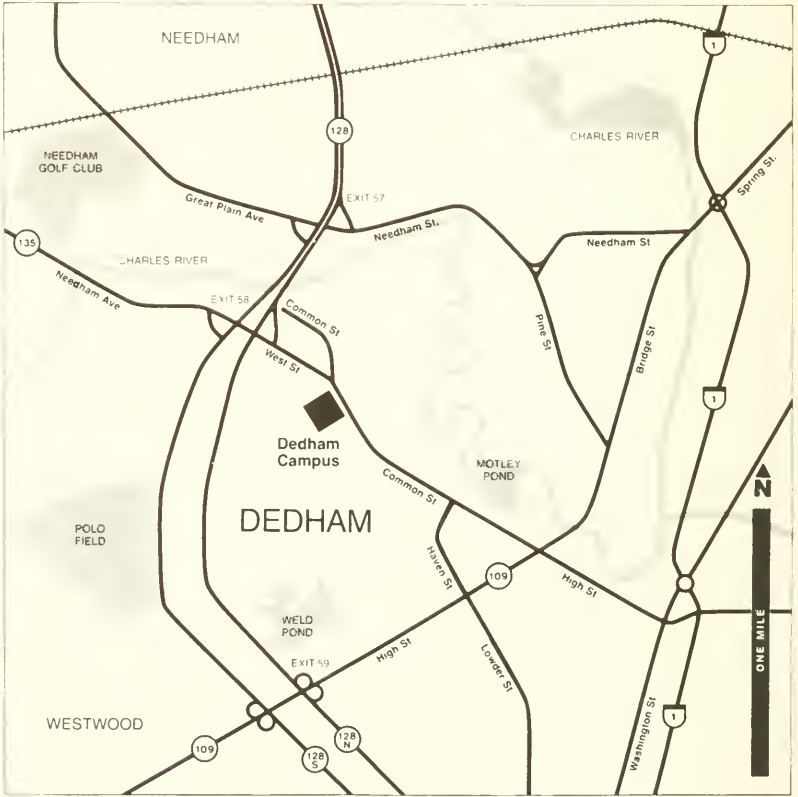 NEEDHAM
1
128
CHARLES RIVER
NEEDHAM
GOLF CLUB
Spring St.
EXIT 57
Great Plain Ave
Needham St.
Needham St
135
CHARLES RIVER
Needham Ave
EXIT 58
Common St
Pine St
Bridge St
West St
1
Dedham
Campus
MOTLEY
POND
N
Common St
DEDHAM
POLO
FIELD
Haven St
109
High St
ONE MILE
WELD
POND
High St
EXIT 59
Lowder St
Washington St
WESTWOOD
1
109
128
N
128
S